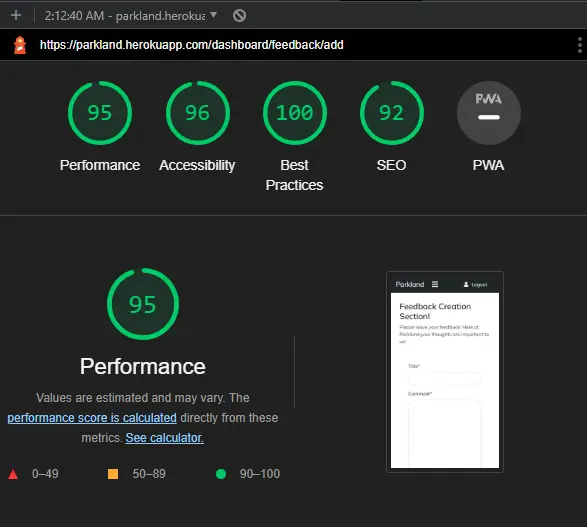 2:12:40 AM - parkland.heroku
https://parkland.herokuapp.com/dashboard/feedback/add
95 96 100 92 PWA
Performance Accessibility Best Practices SEO PWA
95
Performance
Values are estimated and may vary. The
performance score is calculated directly from these
metrics. See calculator.
0–49 50–89 90–100
Parkland Logout
Feedback Creation
Section!
Please leave your feedback! Here at
Parkland your thoughts are important to
us!
Title*
Comment*